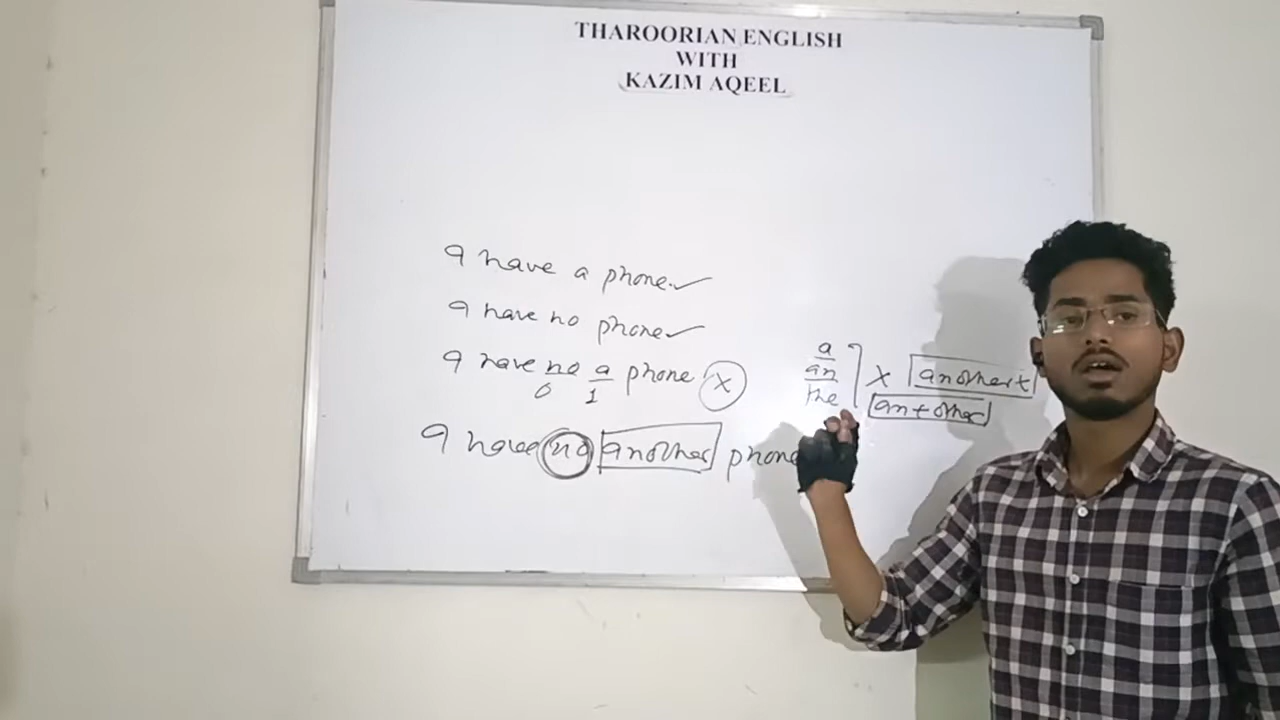 THAROORIAN ENGLISH
WITH
KAZIM AQEEL
I have a phone. ✓
I have no phone ✓
I have no a phone. X
0 1
I have no another phone
a
an
the
X another t
an + other